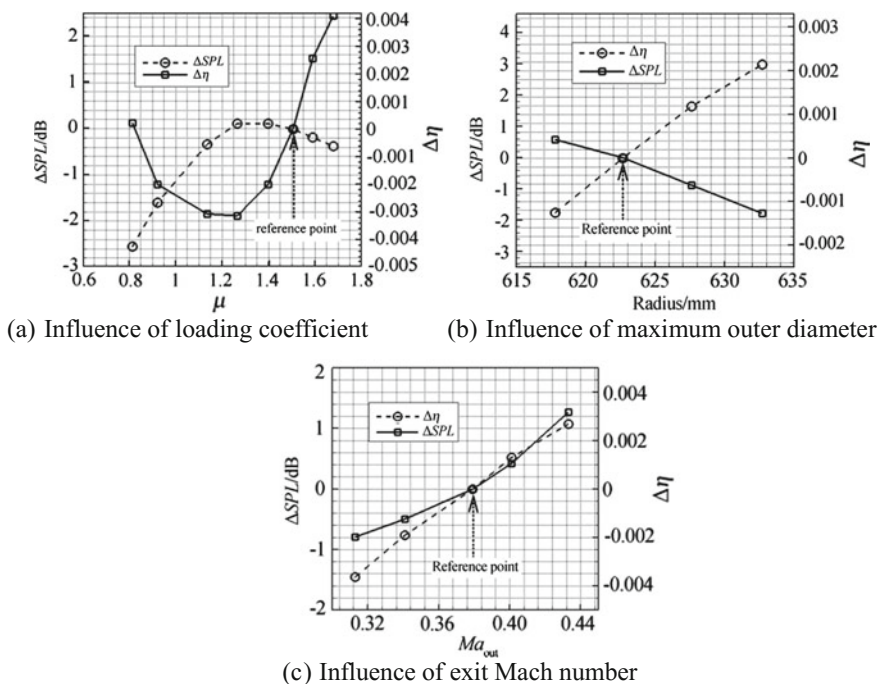 2
1
0
-1
-2
-3
ΔSPL/dB
ΔSPL
Δη
0.004
0.003
0.002
0.001
0
-0.001
-0.002
-0.003
-0.004
-0.005
Δη
reference point
0.6 0.8 1 1.2 1.4 1.6 1.8
μ
(a) Influence of loading coefficient
4
3
2
1
0
-1
-2
-3
ΔSPL/dB
Δη
ΔSPL
0.003
0.002
0.001
0
-0.001
-0.002
Δη
Reference point
615 620 625 630 635
Radius/mm
(b) Influence of maximum outer diameter
2
1
0
-1
-2
ΔSPL/dB
Δη
ΔSPL
0.004
0.002
0
-0.002
-0.004
Δη
Reference point
0.32 0.36 0.40 0.44
Ma_out
(c) Influence of exit Mach number